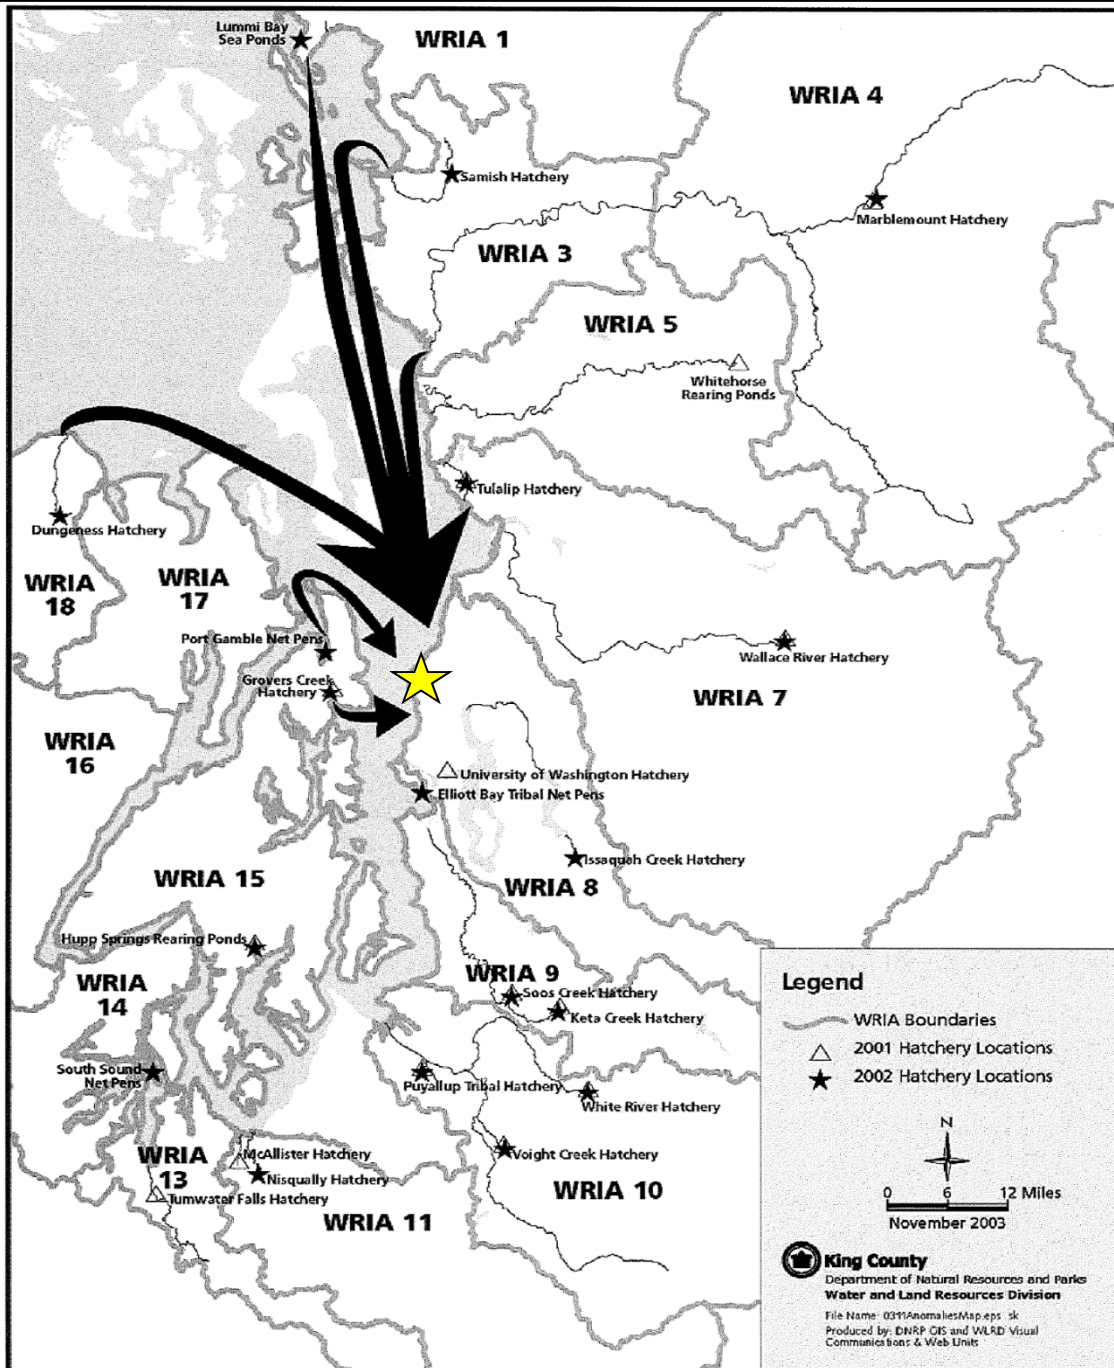 Lummi Bay
Sea Ponds
WRIA 1
WRIA 4
Samish Hatchery
Marblemount Hatchery
WRIA 3
WRIA 5
Whitehorse
Rearing Ponds
Tulalip Hatchery
Dungeness Hatchery
WRIA
18
WRIA
17
Port Gamble Net Pens
Wallace River Hatchery
Grovers Creek
Hatchery
WRIA 7
WRIA
16
University of Washington Hatchery
Elliott Bay Tribal Net Pens
Issaquah Creek Hatchery
WRIA 8
WRIA 15
Hupp Springs Rearing Ponds
WRIA
14
WRIA 9
Soos Creek Hatchery
Keta Creek Hatchery
South Sound
Net Pens
Puyallup Tribal Hatchery
White River Hatchery
WRIA
13
McAllister Hatchery
Nisqually Hatchery
Voight Creek Hatchery
Tumwater Falls Hatchery
WRIA 10
WRIA 11
Legend
WRIA Boundaries
2001 Hatchery Locations
2002 Hatchery Locations
N
0 6 12 Miles
November 2003
King County
Department of Natural Resources and Parks
Water and Land Resources Division
File Name: 0311AnomaliesMap.eps sk
Produced by: DNRP GIS and WLRD Visual
Communications & Web Units